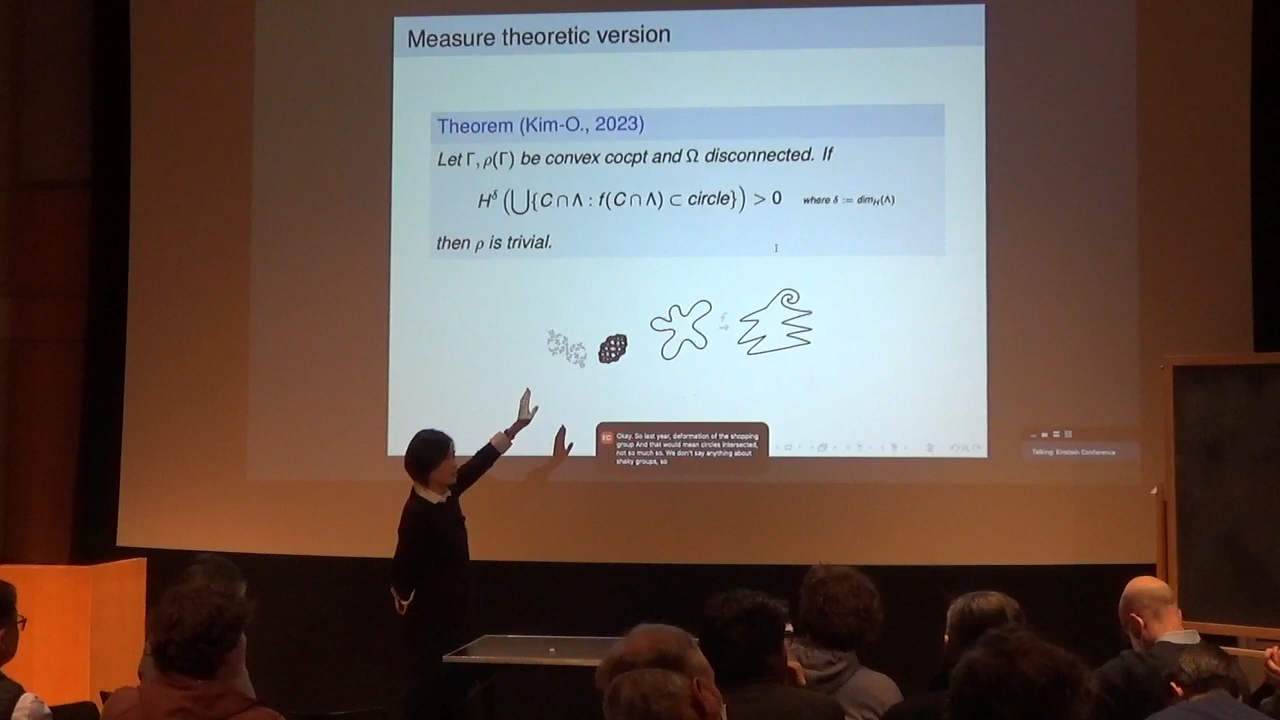 Measure theoretic version
Theorem (Kim-O., 2023)
Let Γ, ρ(Γ) be convex cocpt and Ω disconnected. If
H^δ (⋃{C ∩ Λ : f(C ∩ Λ) ⊂ circle}) > 0 where δ := dim_H(Λ)
then ρ is trivial.
f
→
EC
Okay. So last year, deformation of the shopping
group And that would mean circles intersected,
not so much so. We don't say anything about
shaky groups, so
Talking: Einstein Conference